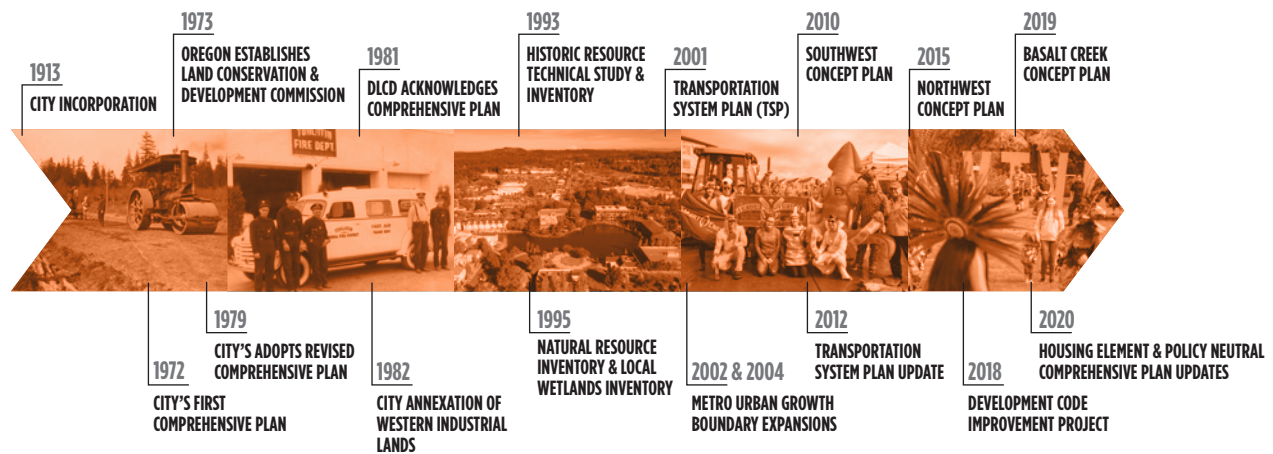 1913
CITY INCORPORATION
1973
OREGON ESTABLISHES
LAND CONSERVATION &
DEVELOPMENT COMMISSION
1981
DLCD ACKNOWLEDGES
COMPREHENSIVE PLAN
1993
HISTORIC RESOURCE
TECHNICAL STUDY &
INVENTORY
2001
TRANSPORTATION
SYSTEM PLAN (TSP)
2010
SOUTHWEST
CONCEPT PLAN
2015
NORTHWEST
CONCEPT PLAN
2019
BASALT CREEK
CONCEPT PLAN
TUALATIN
FIRE DEPT
1972
CITY'S FIRST
COMPREHENSIVE PLAN
1979
CITY'S ADOPTS REVISED
COMPREHENSIVE PLAN
1982
CITY ANNEXATION OF
WESTERN INDUSTRIAL
LANDS
1995
NATURAL RESOURCE
INVENTORY & LOCAL
WETLANDS INVENTORY
2002 & 2004
METRO URBAN GROWTH
BOUNDARY EXPANSIONS
2012
TRANSPORTATION
SYSTEM PLAN UPDATE
2018
DEVELOPMENT CODE
IMPROVEMENT PROJECT
2020
HOUSING ELEMENT & POLICY NEUTRAL
COMPREHENSIVE PLAN UPDATES